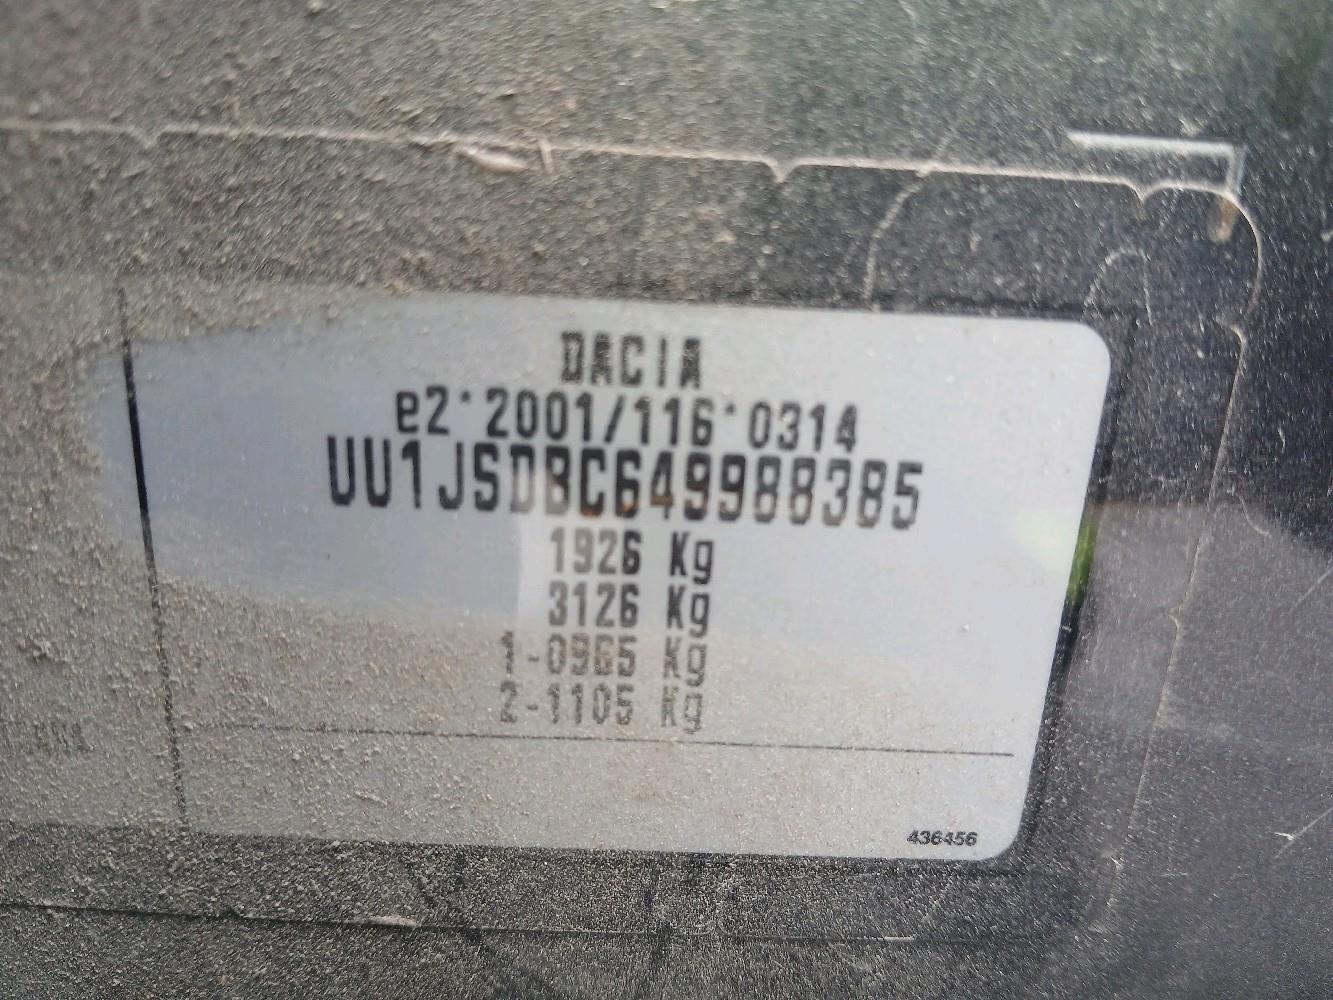 DACIA
e2*2001/116*0314
UU1JSDBC649988385
1926 Kg
3126 Kg
1-0965 Kg
2-1105 Kg
436456